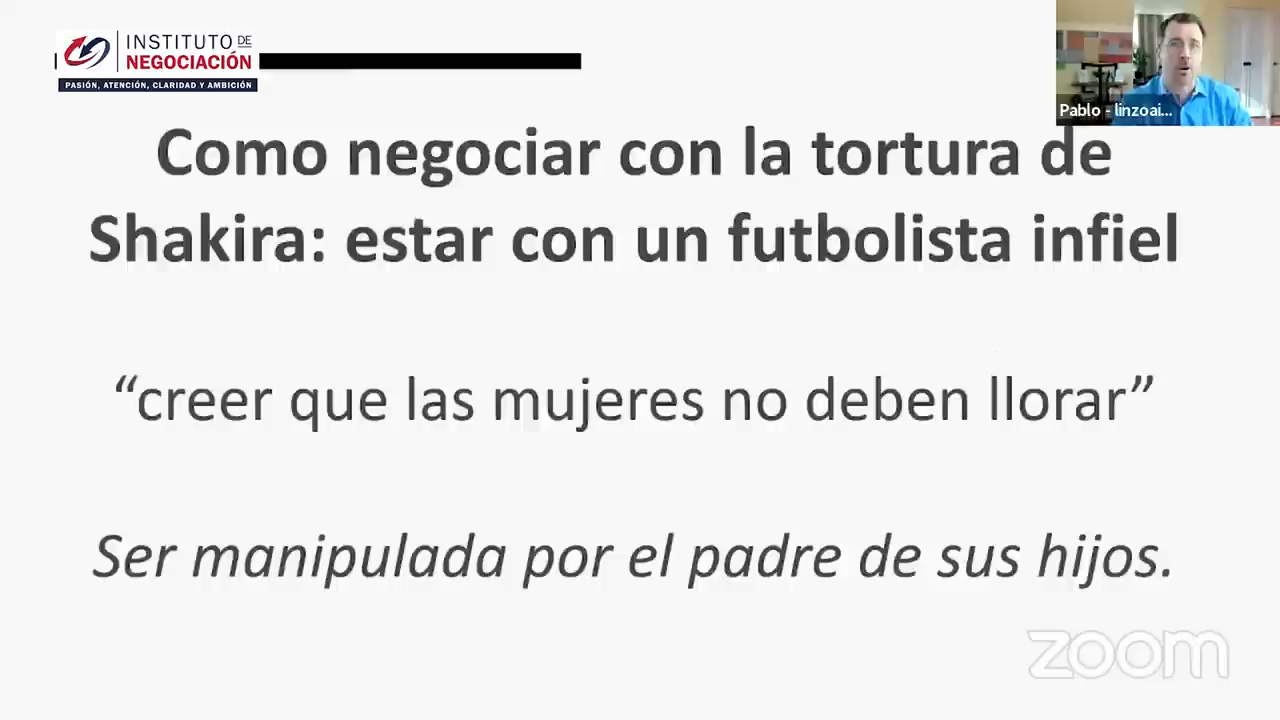 INSTITUTO DE
NEGOCIACIÓN
PASIÓN, ATENCIÓN, CLARIDAD Y AMBICIÓN
Pablo - linzoai...
Como negociar con la tortura de
Shakira: estar con un futbolista infiel
“creer que las mujeres no deben llorar”
Ser manipulada por el padre de sus hijos.
zoom